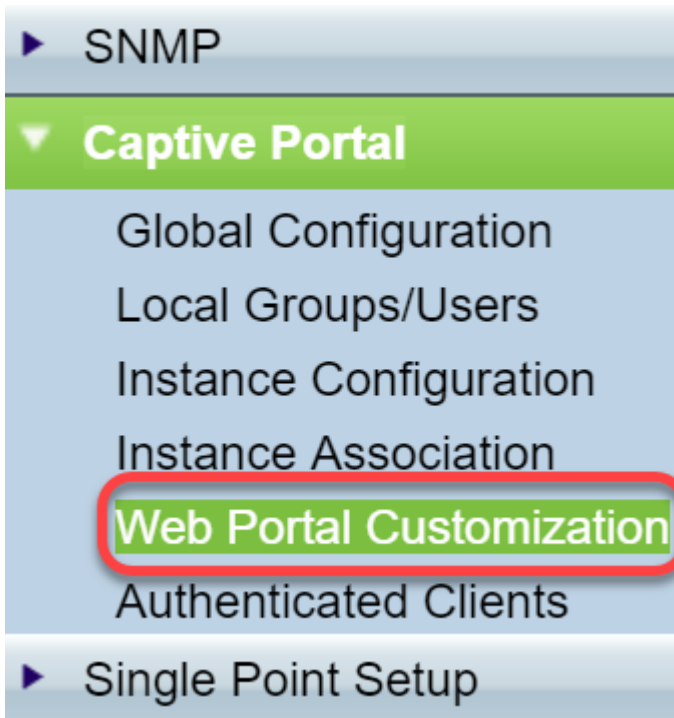 SNMP
Captive Portal
Global Configuration
Local Groups/Users
Instance Configuration
Instance Association
Web Portal Customization
Authenticated Clients
Single Point Setup